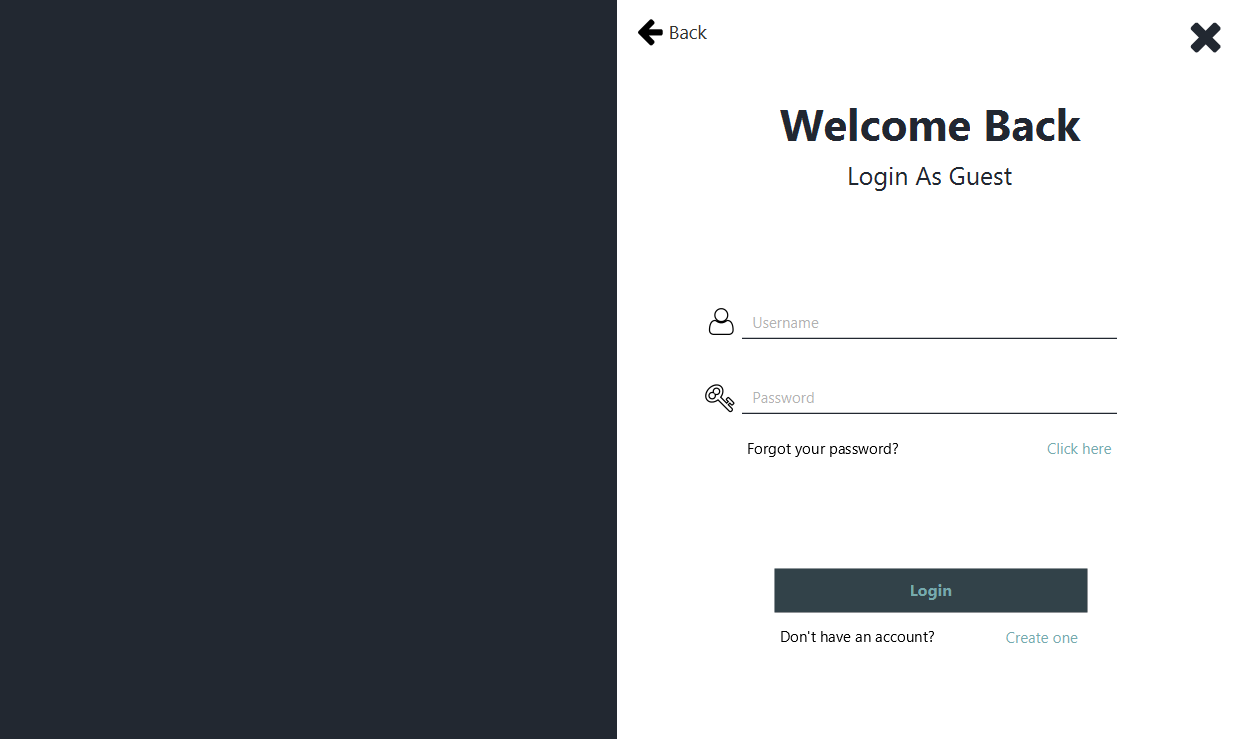 Back
Welcome Back
Login As Guest
Username
Password
Forgot your password? Click here
Login
Don't have an account? Create one